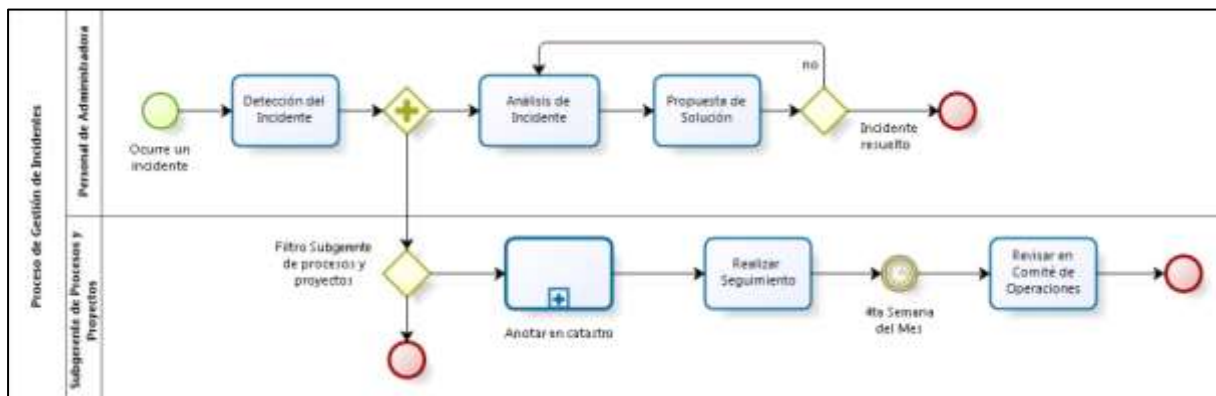 Proceso de Gestión de Incidentes
Personal de Administradora
Ocurre un
incidente
Detección del
Incidente
Análisis de
Incidente
Propuesta de
Solución
no
Incidente
resuelto
Subgerente de Procesos y
Proyectos
Filtro Subgerente
de procesos y
proyectos
Anotar en catastro
Realizar
Seguimiento
4ta Semana
del Mes
Revisar en
Comité de
Operaciones